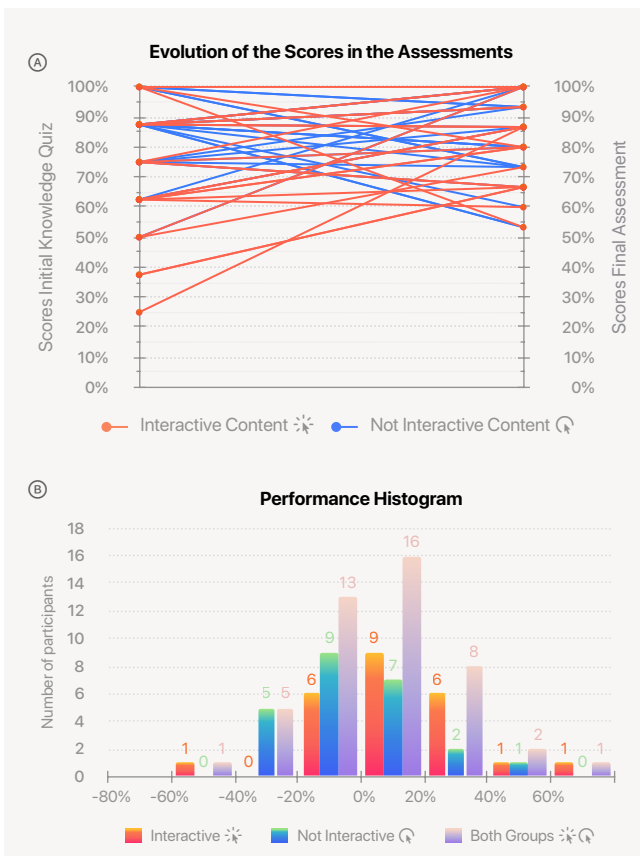 A
Evolution of the Scores in the Assessments
Scores Initial Knowledge Quiz
100%
90%
80%
70%
60%
50%
40%
30%
20%
10%
0%
100%
90%
80%
70%
60%
50%
40%
30%
20%
10%
0%
Scores Final Assessment
Interactive Content
Not Interactive Content
B
Performance Histogram
Number of participants
18
16
14
12
10
8
6
4
2
0
1 0 1
0 5 5
6 9 13
9 7 16
6 2 8
1 1 2
1 0 1
-80% -60% -40% -20% 0% 20% 40% 60%
Interactive Not Interactive Both Groups